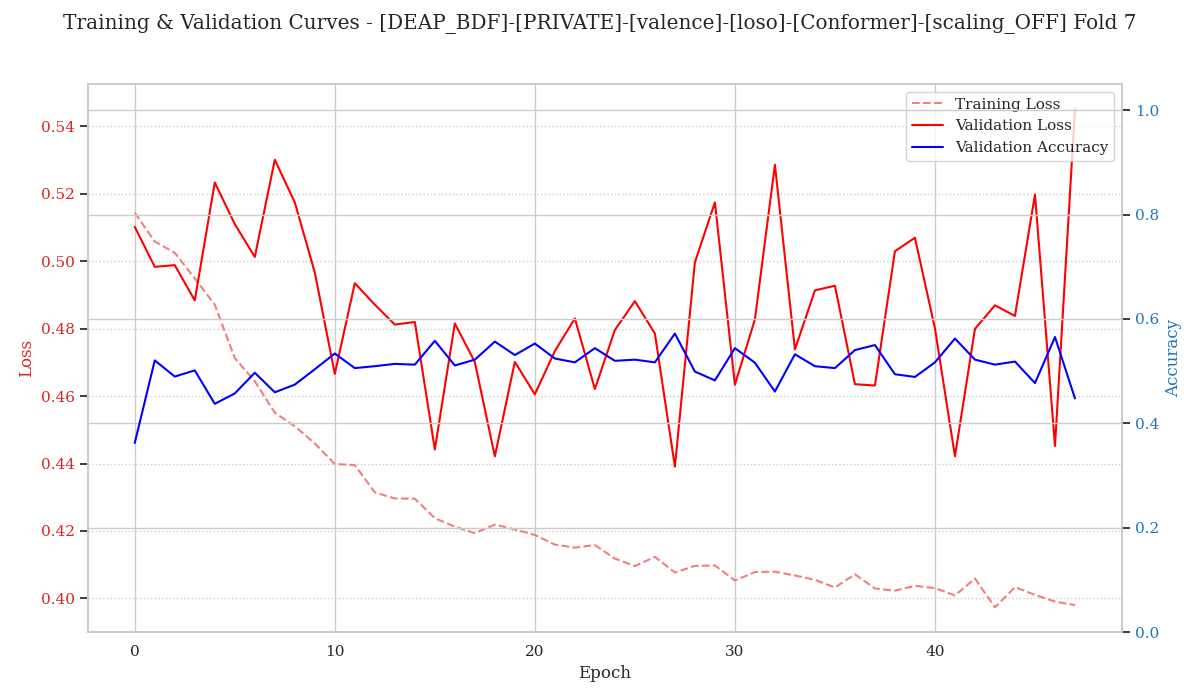 Training & Validation Curves - [DEAP_BDF]-[PRIVATE]-[valence]-[loso]-[Conformer]-[scaling_OFF] Fold 7
Training Loss
Validation Loss
Validation Accuracy
Loss
0.54
0.52
0.50
0.48
0.46
0.44
0.42
0.40
1.0
0.8
0.6
0.4
0.2
0.0
Accuracy
0 10 20 30 40
Epoch